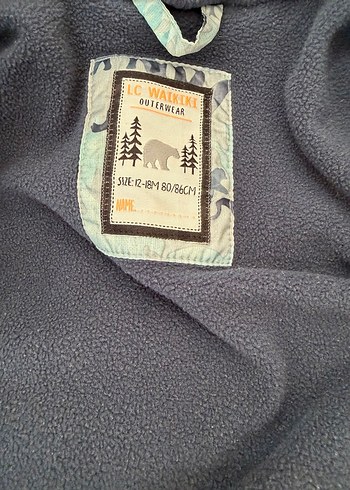 LC WAIKIKI
OUTERWEAR
SIZE: 12-18M 80/86CM
NAME: